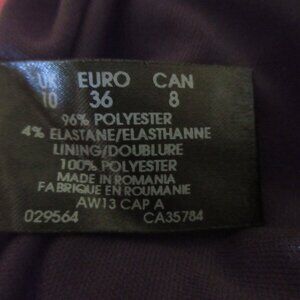 UK EURO CAN
10 36 8
96% POLYESTER
4% ELASTANE/ELASTHANNE
LINING/DOUBLURE
100% POLYESTER
MADE IN ROMANIA
FABRIQUE EN ROUMANIE
AW13 CAP A
029564 CA35784